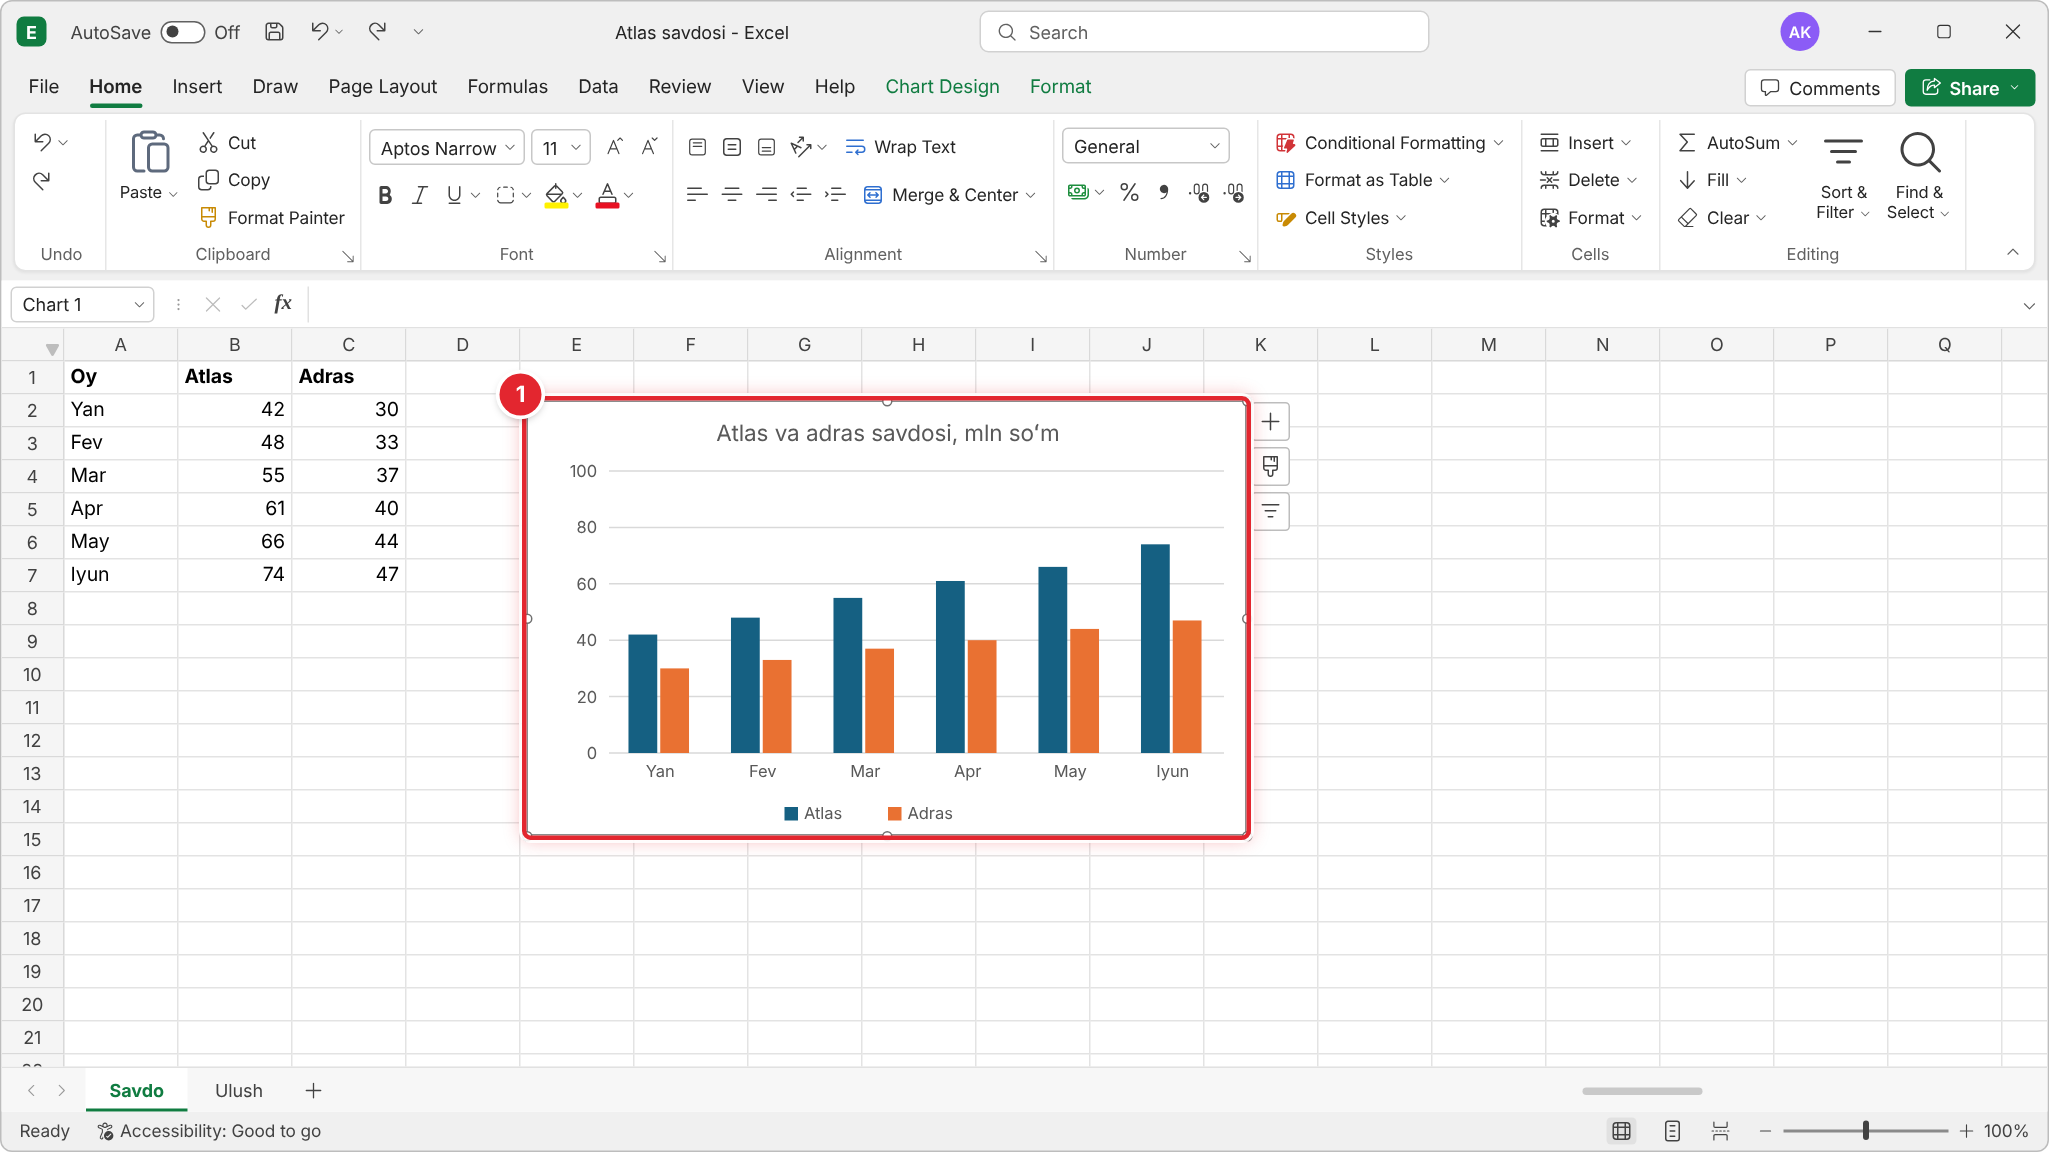 E AutoSave Off Atlas savdosi - Excel Search AK
File Home Insert Draw Page Layout Formulas Data Review View Help Chart Design Format Comments Share
Cut
Copy
Format Painter
Paste
Undo
Clipboard
Aptos Narrow 11
B I U A
Font
Wrap Text
Merge & Center
Alignment
General
% 9 .00 .00
Number
Conditional Formatting
Format as Table
Cell Styles
Styles
Insert
Delete
Format
Cells
AutoSum
Fill
Clear
Sort & Filter
Find & Select
Editing
Chart 1 fx
A B C D E F G H I J K L M N O P Q
1 Oy Atlas Adras
2 Yan 42 30
3 Fev 48 33
4 Mar 55 37
5 Apr 61 40
6 May 66 44
7 Iyun 74 47
8
9
10
11
12
13
14
15
16
17
18
19
20
21
1
Atlas va adras savdosi, mln soʻm
100
80
60
40
20
0
Yan Fev Mar Apr May Iyun
Atlas Adras
Savdo Ulush
Ready Accessibility: Good to go 100%